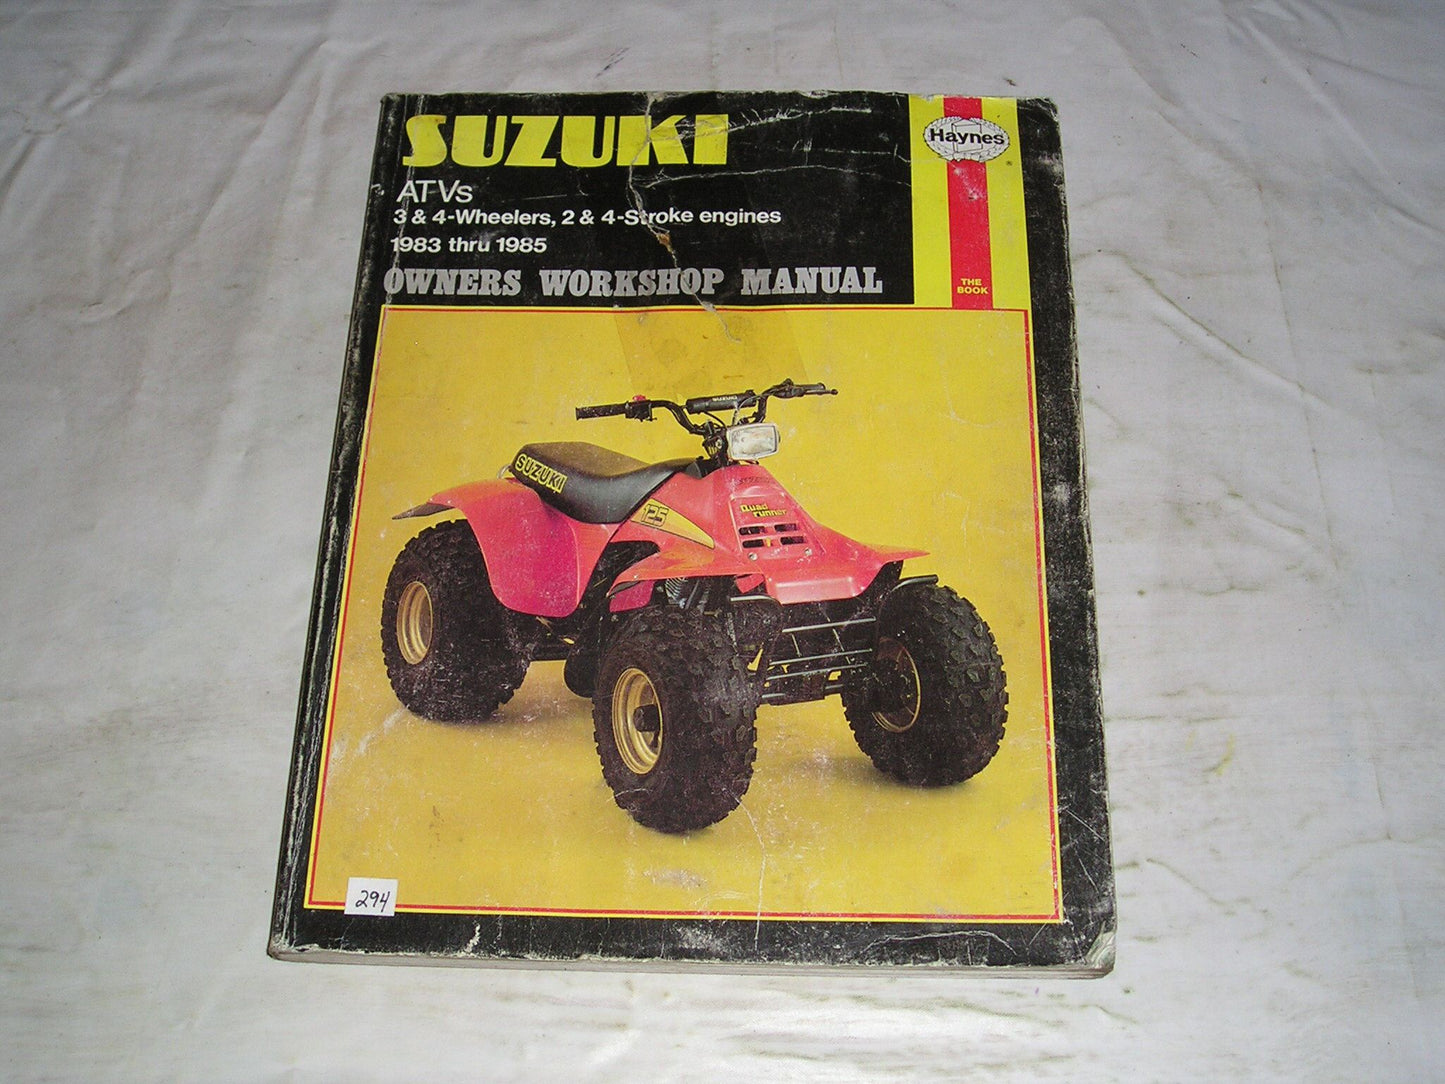 SUZUKI
Haynes
®
ATVs
3 & 4-Wheelers, 2 & 4-Stroke engines
1983 thru 1985
OWNERS WORKSHOP MANUAL
THE
BOOK
SUZUKI
SUZUKI
125
Quad
runner
294